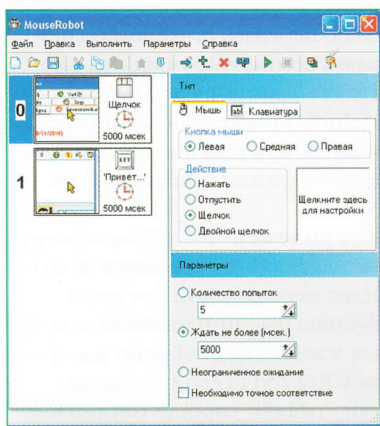 MouseRobot
Файл Правка Выполнить Параметры Справка
0
Щелчок
5000 мсек
1
KEY
'Привет...'
5000 мсек
Тип
Мышь
Клавиатура
Кнопка мыши
Левая Средняя Правая
Действие
Нажать
Отпустить
Щелчок
Двойной щелчок
Щелкните здесь
для настройки
Параметры
Количество попыток
5
Ждать не более (мсек.)
5000
Неограниченное ожидание
Необходимо точное соответствие